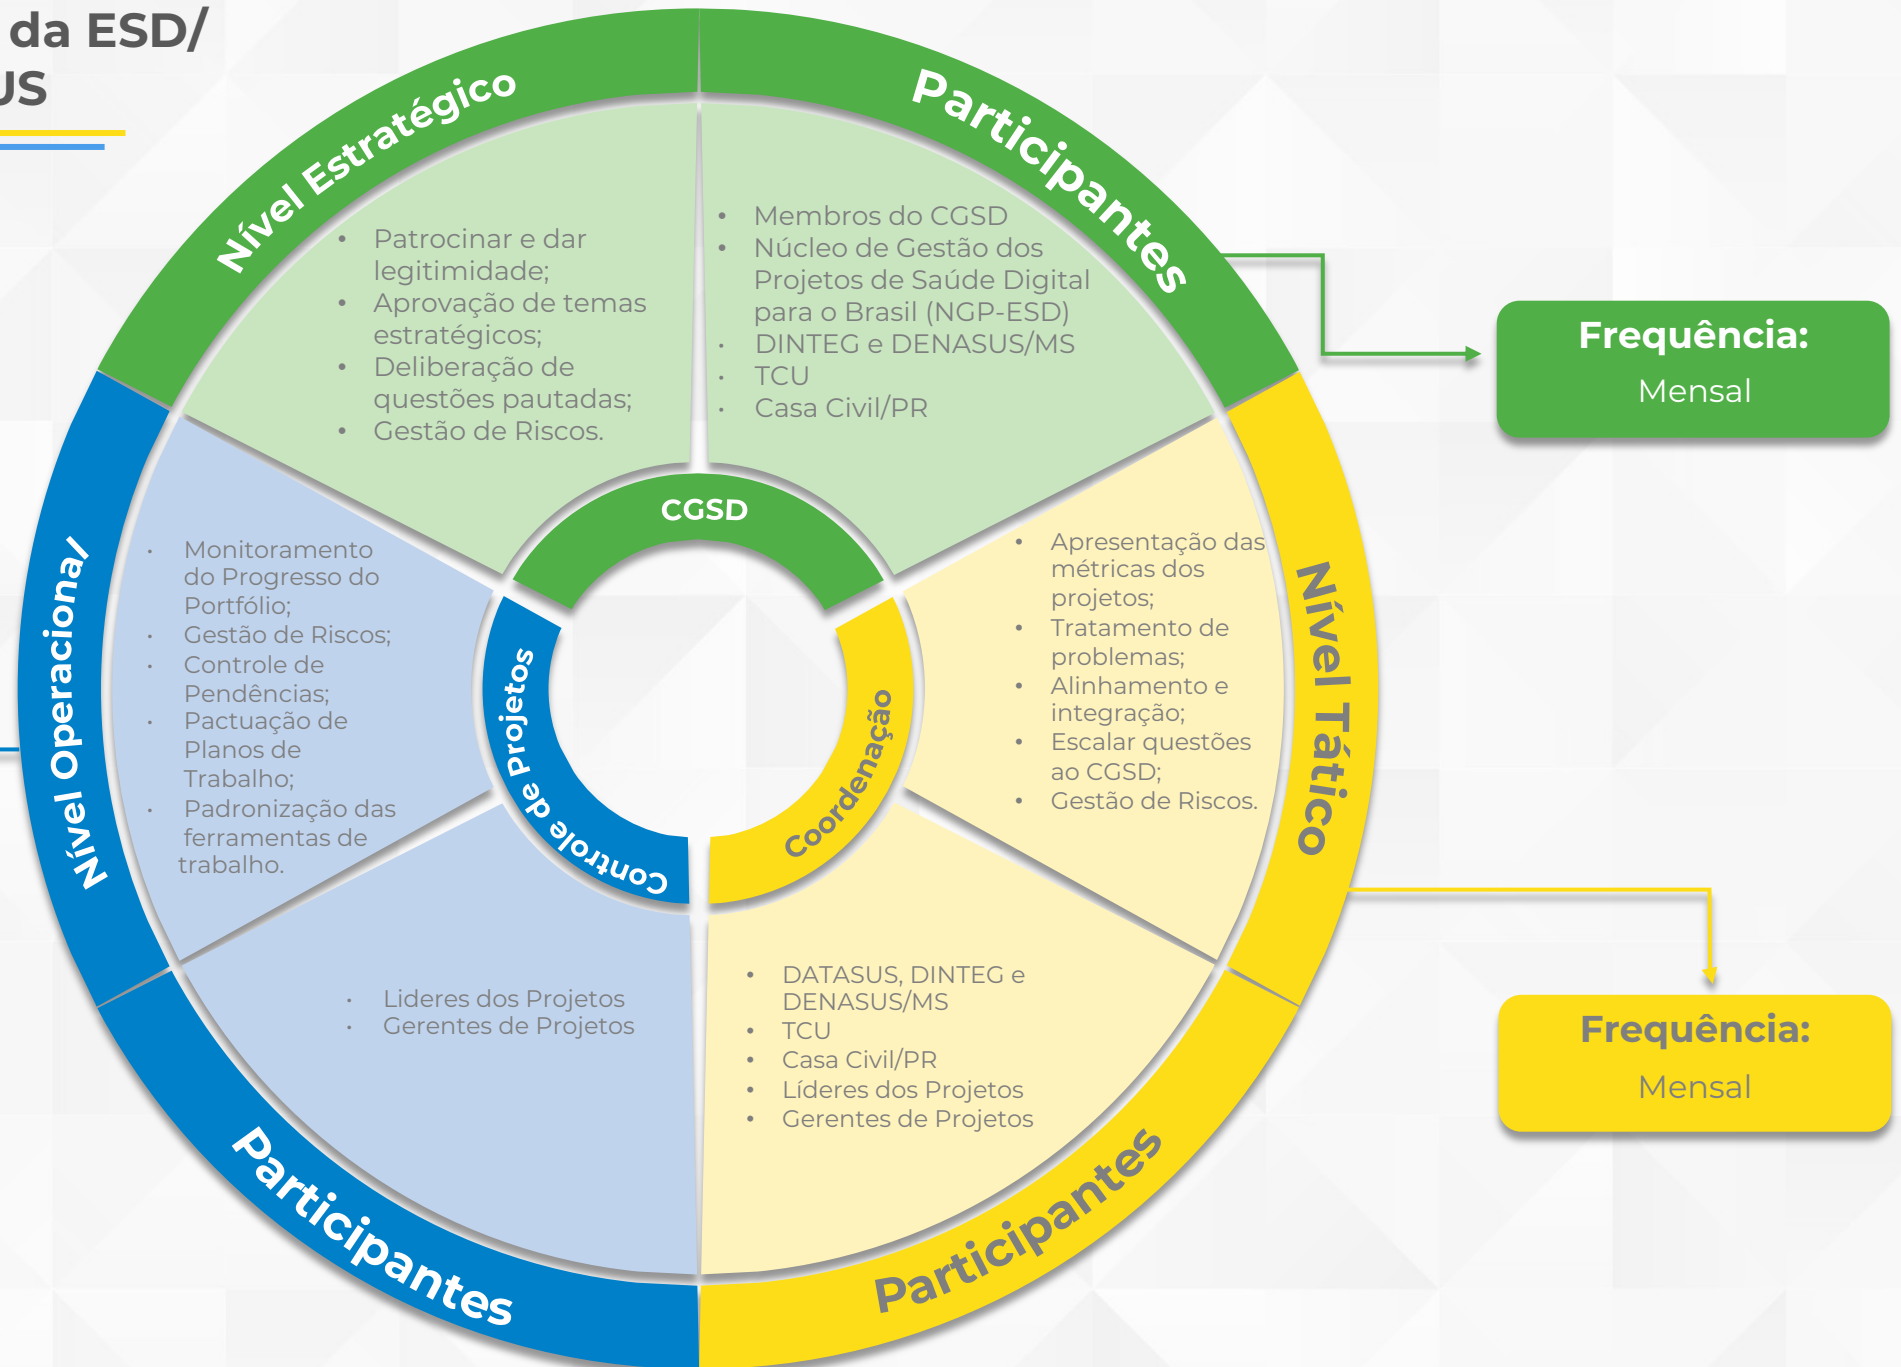 da ESD/
US
Nível Estratégico
Participantes
• Patrocinar e dar
legitimidade;
• Aprovação de temas
estratégicos;
• Deliberação de
questões pautadas;
• Gestão de Riscos.
• Membros do CGSD
• Núcleo de Gestão dos
Projetos de Saúde Digital
para o Brasil (NGP-ESD)
• DINTEG e DENASUS/MS
• TCU
• Casa Civil/PR
Frequência:
Mensal
CGSD
Nível Operacional
• Monitoramento
do Progresso do
Portfólio;
• Gestão de Riscos;
• Controle de
Pendências;
• Pactuação de
Planos de
Trabalho;
• Padronização das
ferramentas de
trabalho.
Controle de Projetos
Coordenação
• Apresentação das
métricas dos
projetos;
• Tratamento de
problemas;
• Alinhamento e
integração;
• Escalar questões
ao CGSD;
• Gestão de Riscos.
Nível Tático
• Lideres dos Projetos
• Gerentes de Projetos
Participantes
• DATASUS, DINTEG e
DENASUS/MS
• TCU
• Casa Civil/PR
• Líderes dos Projetos
• Gerentes de Projetos
Participantes
Frequência:
Mensal